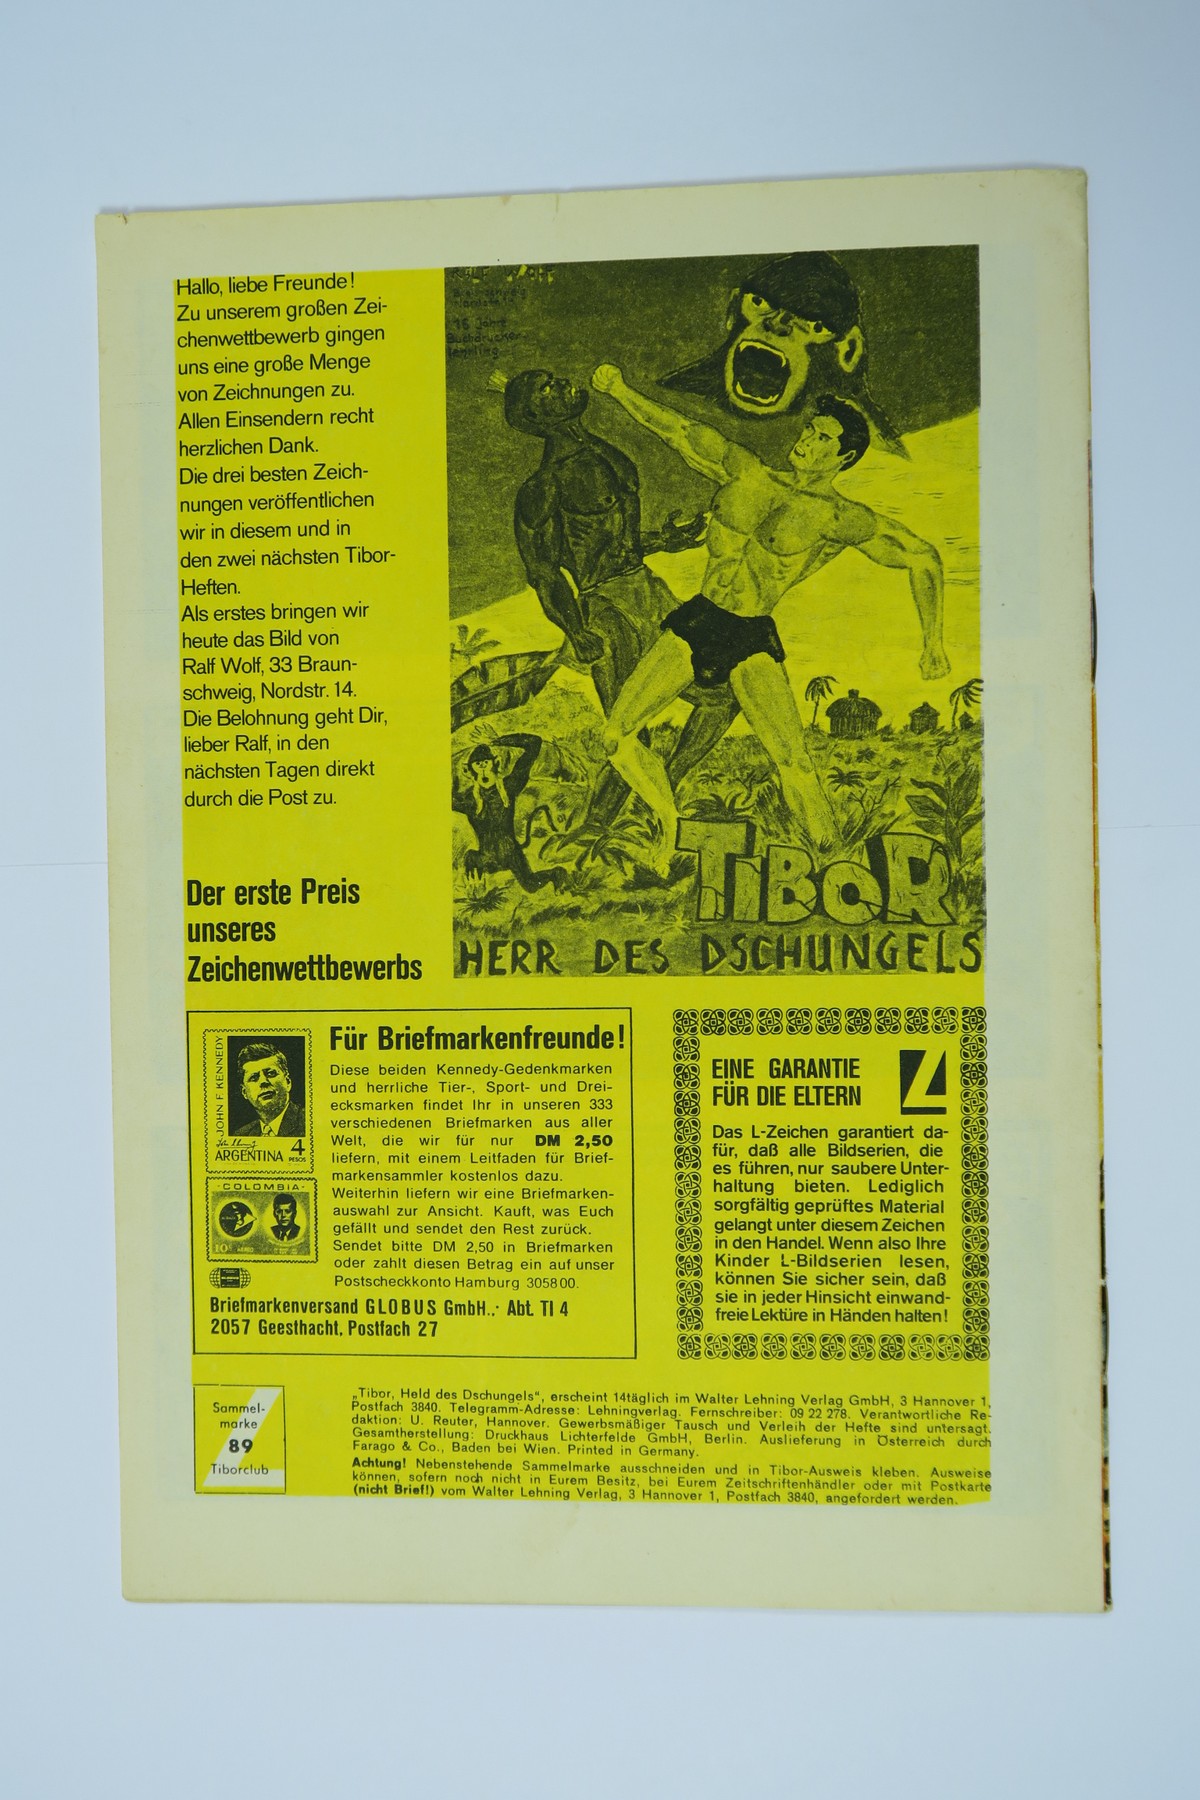 Hallo, liebe Freunde!
Zu unserem großen Zei-
chenwettbewerb gingen
uns eine große Menge
von Zeichnungen zu.
Allen Einsendern recht
herzlichen Dank.
Die drei besten Zeich-
nungen veröffentlichen
wir in diesem und in
den zwei nächsten Tibor-
Heften.
Als erstes bringen wir
heute das Bild von
Ralf Wolf, 33 Braun-
schweig, Nordstr. 14.
Die Belohnung geht Dir,
lieber Ralf, in den
nächsten Tagen direkt
durch die Post zu.
Der erste Preis
unseres
Zeichenwettbewerbs
RALF WOLF
Braunschweig
Nordstr. 14
16 Jahre
Buchdrucker-
lehrling
TIBOR
HERR DES DSCHUNGELS
JOHN F KENNEDY
ARGENTINA 4
PESOS
COLOMBIA
10
Für Briefmarkenfreunde!
Diese beiden Kennedy-Gedenkmarken
und herrliche Tier-, Sport- und Drei-
ecksmarken findet Ihr in unseren 333
verschiedenen Briefmarken aus aller
Welt, die wir für nur DM 2,50
liefern, mit einem Leitfaden für Brief-
markensammler kostenlos dazu.
Weiterhin liefern wir eine Briefmarken-
auswahl zur Ansicht. Kauft, was Euch
gefällt und sendet den Rest zurück.
Sendet bitte DM 2,50 in Briefmarken
oder zahlt diesen Betrag ein auf unser
Postscheckkonto Hamburg 305800.
Briefmarkenversand GLOBUS GmbH., Abt. TI 4
2057 Geesthacht, Postfach 27
EINE GARANTIE
FÜR DIE ELTERN
L
Das L-Zeichen garantiert da-
für, daß alle Bildserien, die
es führen, nur saubere Unter-
haltung bieten. Lediglich
sorgfältig geprüftes Material
gelangt unter diesem Zeichen
in den Handel. Wenn also Ihre
Kinder L-Bildserien lesen,
können Sie sicher sein, daß
sie in jeder Hinsicht einwand-
freie Lektüre in Händen halten!
Sammel-
marke
89
Tiborclub
„Tibor, Held des Dschungels“, erscheint 14täglich im Walter Lehning Verlag GmbH, 3 Hannover 1,
Postfach 3840. Telegramm-Adresse: Lehningverlag. Fernschreiber: 09 22 278. Verantwortliche Re-
daktion: U. Reuter, Hannover. Gewerbsmäßiger Tausch und Verleih der Hefte sind untersagt.
Gesamtherstellung: Druckhaus Lichterfelde GmbH, Berlin. Auslieferung in Österreich durch
Farago & Co., Baden bei Wien. Printed in Germany.
Achtung! Nebenstehende Sammelmarke ausschneiden und in Tibor-Ausweis kleben. Ausweise
können, sofern noch nicht in Eurem Besitz, bei Eurem Zeitschriftenhändler oder mit Postkarte
(nicht Brief!) vom Walter Lehning Verlag, 3 Hannover 1, Postfach 3840, angefordert werden.